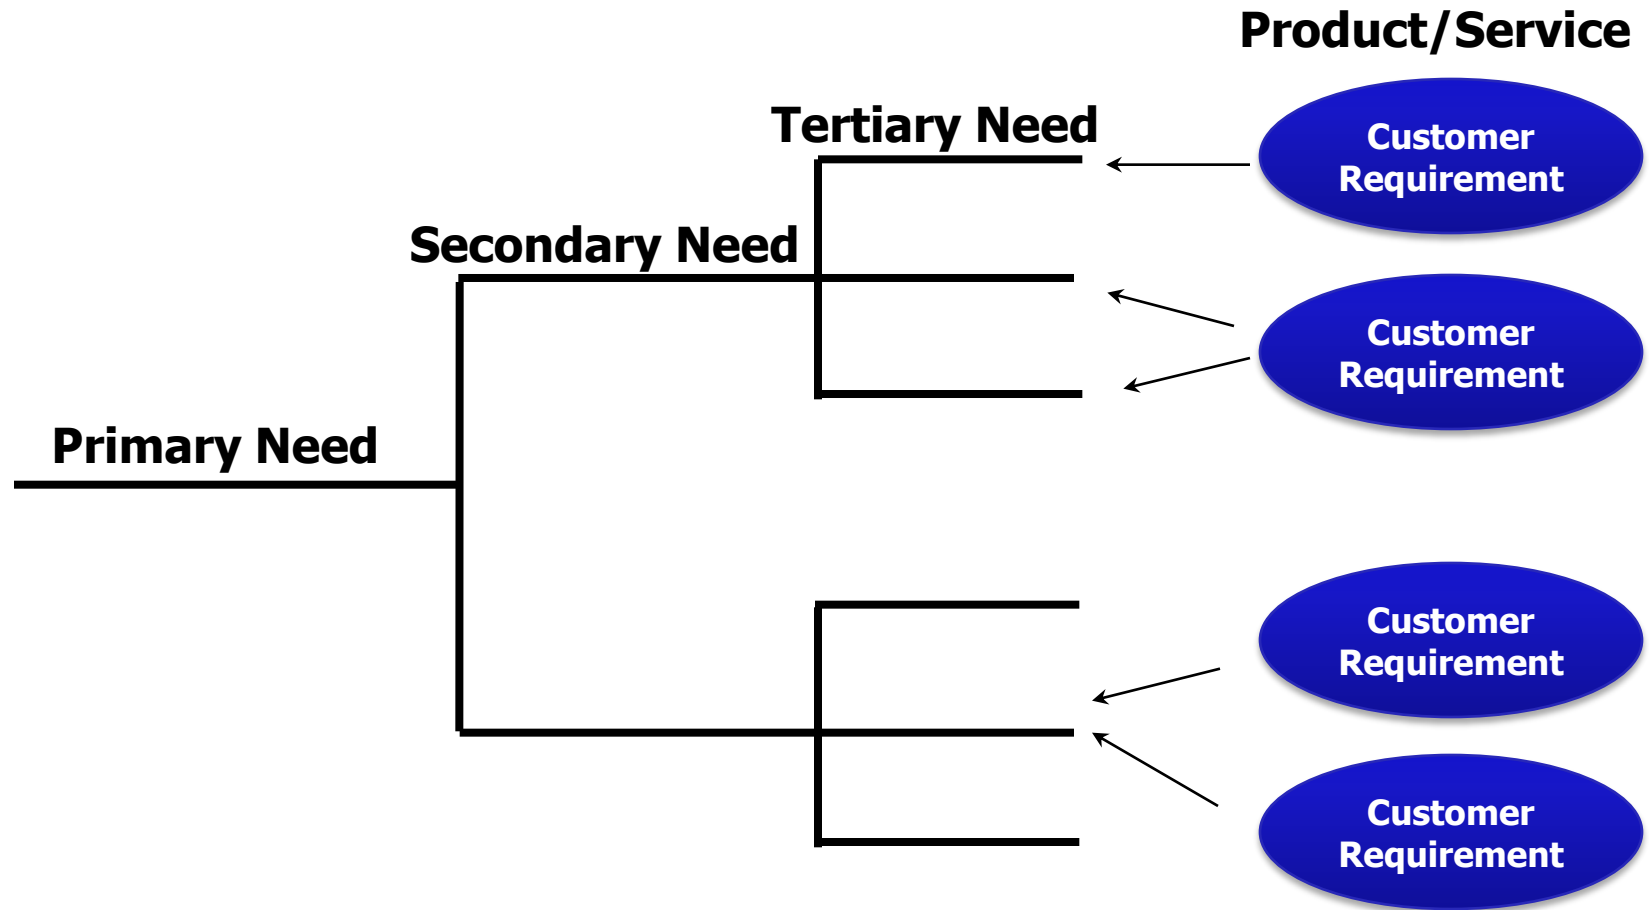 Product/Service
Tertiary Need
Customer
Requirement
Secondary Need
Customer
Requirement
Primary Need
Customer
Requirement
Customer
Requirement